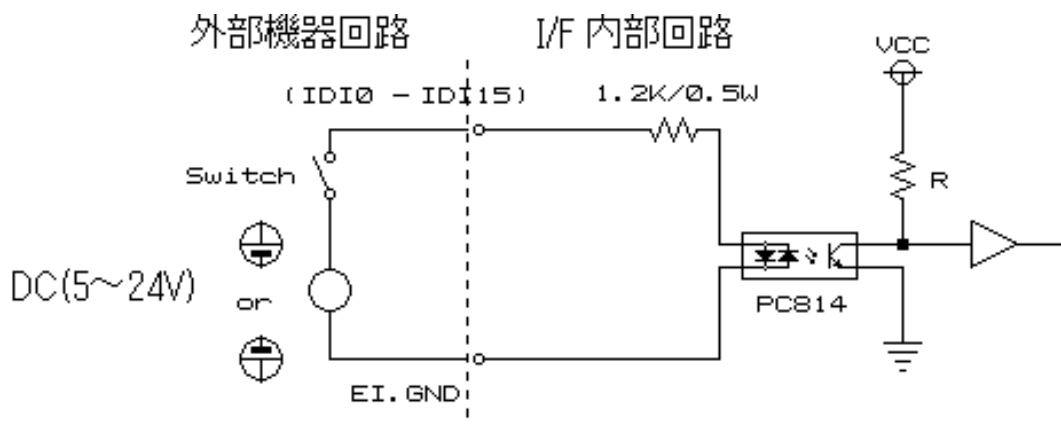 外部機器回路
I/F 内部回路
VCC
(IDI0 - IDI15)
1.2K/0.5W
Switch
R
DC(5～24V)
or
PC814
EI.GND